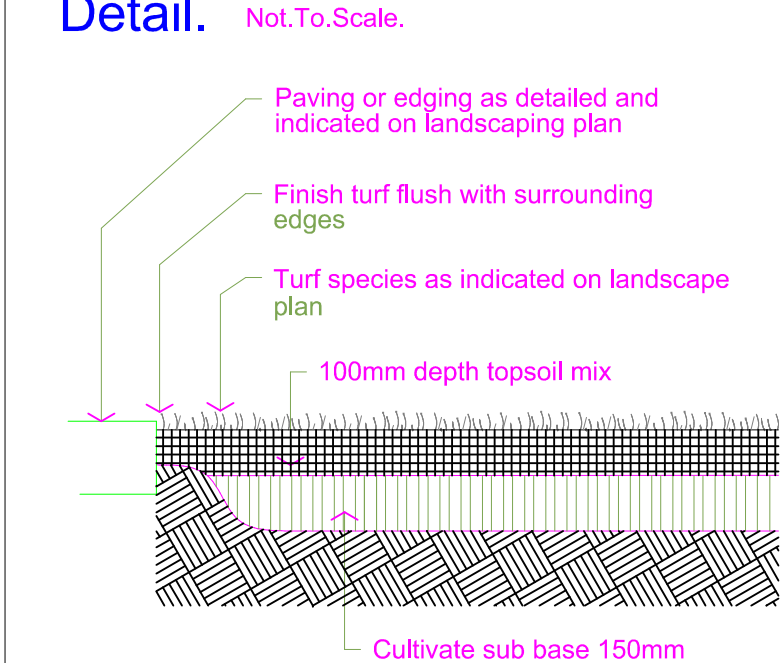 Detail. Not.To.Scale.
Paving or edging as detailed and
indicated on landscaping plan
Finish turf flush with surrounding
edges
Turf species as indicated on landscape
plan
100mm depth topsoil mix
Cultivate sub base 150mm